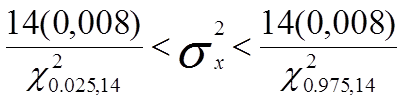 14(0,008) / χ²0.025,14 < σ²x < 14(0,008) / χ²0.975,14